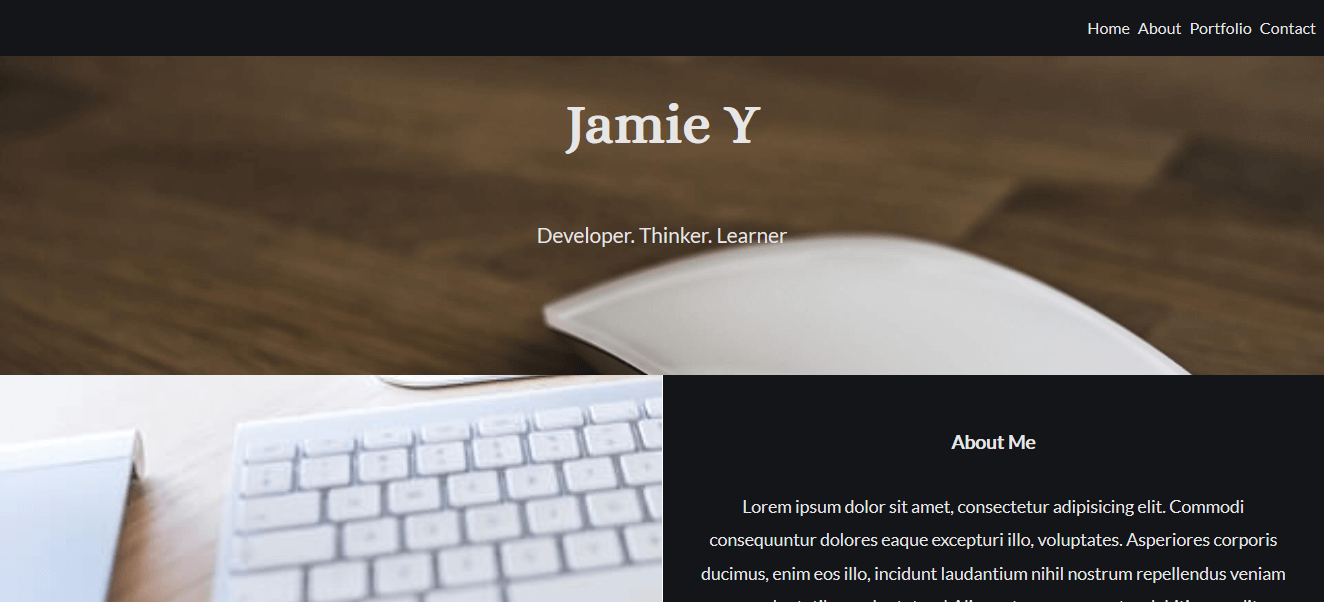 Home About Portfolio Contact
Jamie Y
Developer. Thinker. Learner
About Me
Lorem ipsum dolor sit amet, consectetur adipisicing elit. Commodi
consequuntur dolores eaque excepturi illo, voluptates. Asperiores corporis
ducimus, enim eos illo, incidunt laudantium nihil nostrum repellendus veniam